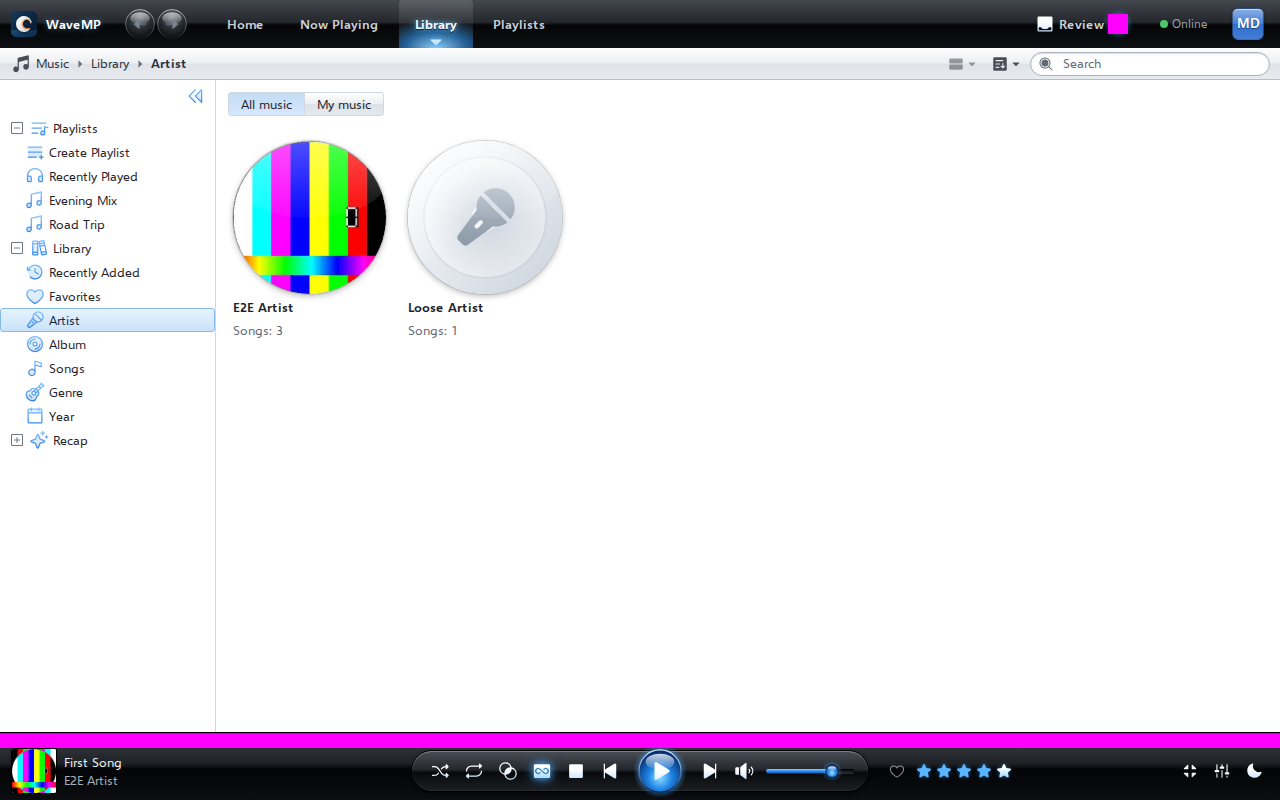 WaveMP
Home
Now Playing
Library
Playlists
Review
Online
MD
Music
Library
Artist
Search
All music
My music
Playlists
Create Playlist
Recently Played
Evening Mix
Road Trip
Library
Recently Added
Favorites
Artist
Album
Songs
Genre
Year
Recap
E2E Artist
Songs: 3
Loose Artist
Songs: 1
First Song
E2E Artist